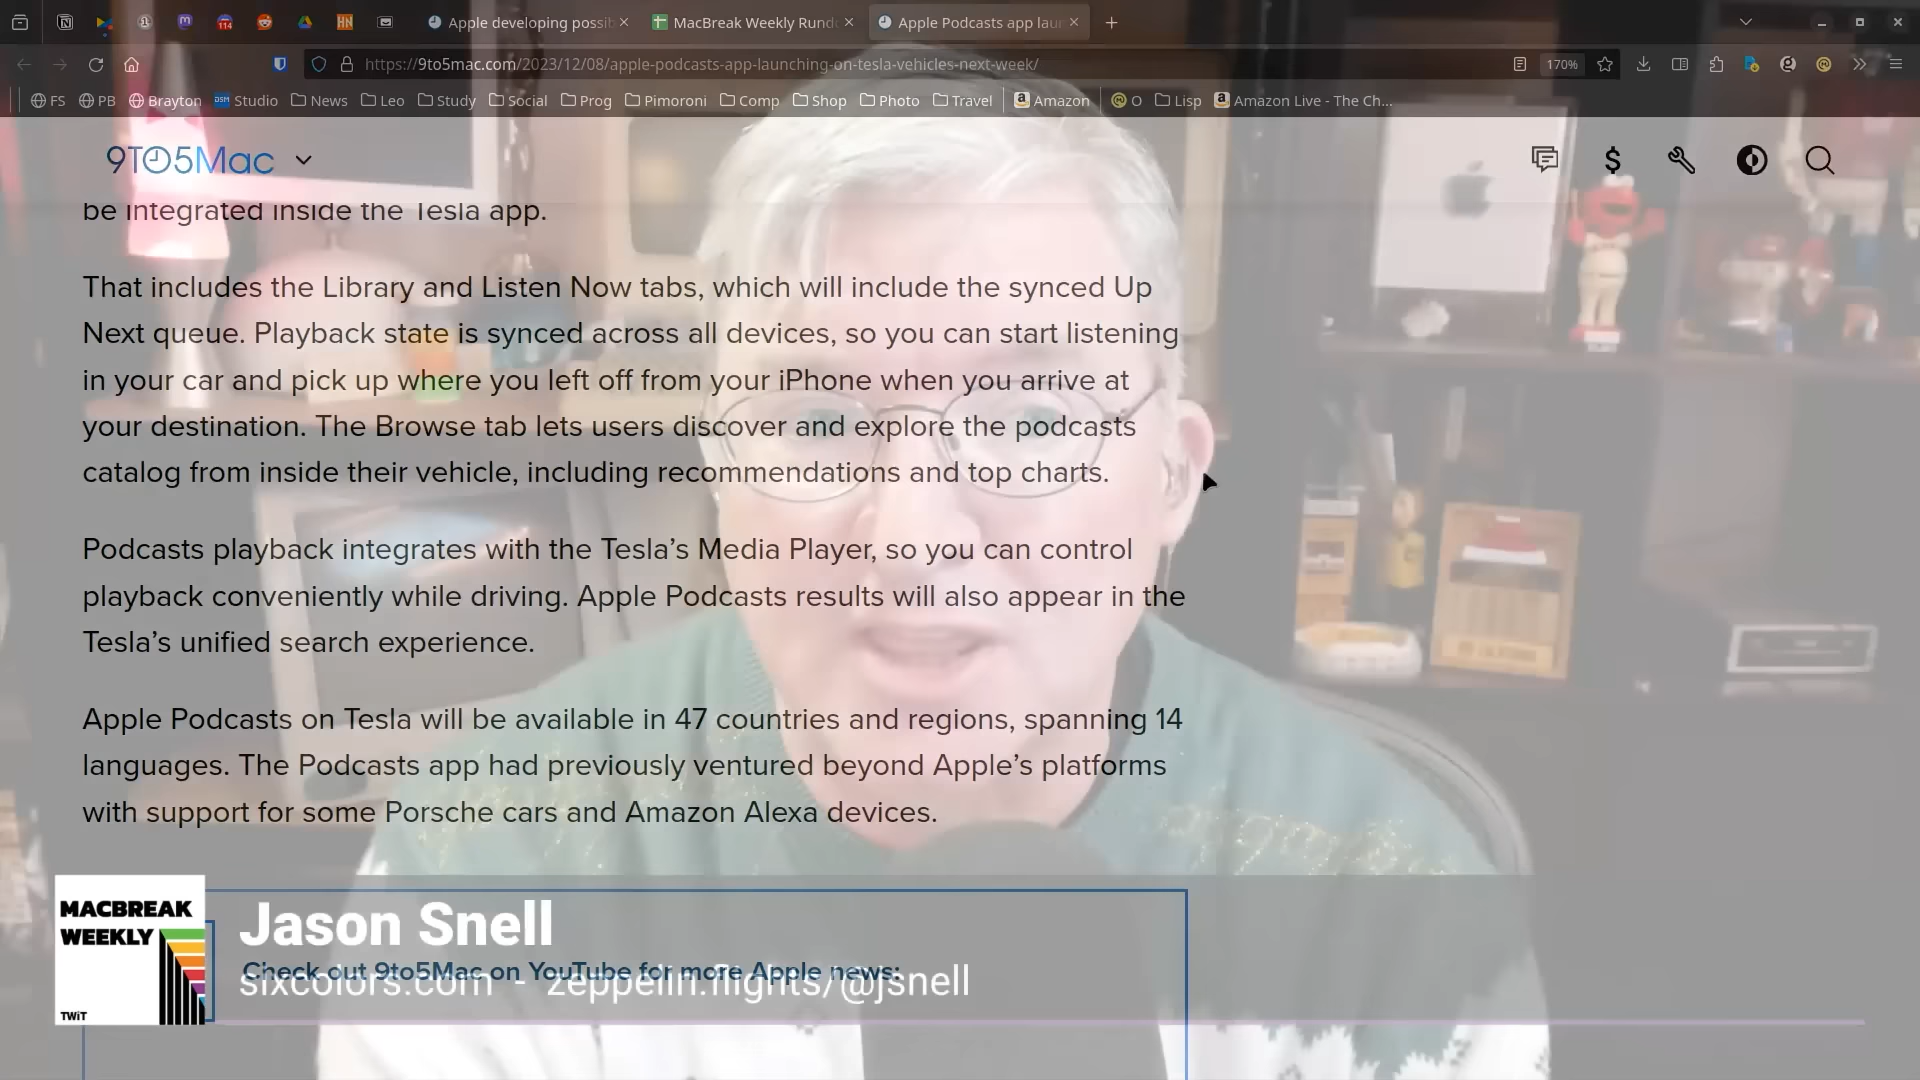 114
HN
Apple developing possib
MacBreak Weekly Rund
Apple Podcasts app laun
https://9to5mac.com/2023/12/08/apple-podcasts-app-launching-on-tesla-vehicles-next-week/
170%
FS
PB
Brayton
DSM Studio
News
Leo
Study
Social
Prog
Pimoroni
Comp
Shop
Photo
Travel
Amazon
O
Lisp
Amazon Live - The Ch...
9TO5Mac
be integrated inside the Tesla app.
That includes the Library and Listen Now tabs, which will include the synced Up
Next queue. Playback state is synced across all devices, so you can start listening
in your car and pick up where you left off from your iPhone when you arrive at
your destination. The Browse tab lets users discover and explore the podcasts
catalog from inside their vehicle, including recommendations and top charts.
Podcasts playback integrates with the Tesla’s Media Player, so you can control
playback conveniently while driving. Apple Podcasts results will also appear in the
Tesla’s unified search experience.
Apple Podcasts on Tesla will be available in 47 countries and regions, spanning 14
languages. The Podcasts app had previously ventured beyond Apple’s platforms
with support for some Porsche cars and Amazon Alexa devices.
MACBREAK
WEEKLY
TWiT
Jason Snell
Check out 9to5Mac on YouTube for more Apple news:
sixcolors.com - zeppelin.flights/@jsnell